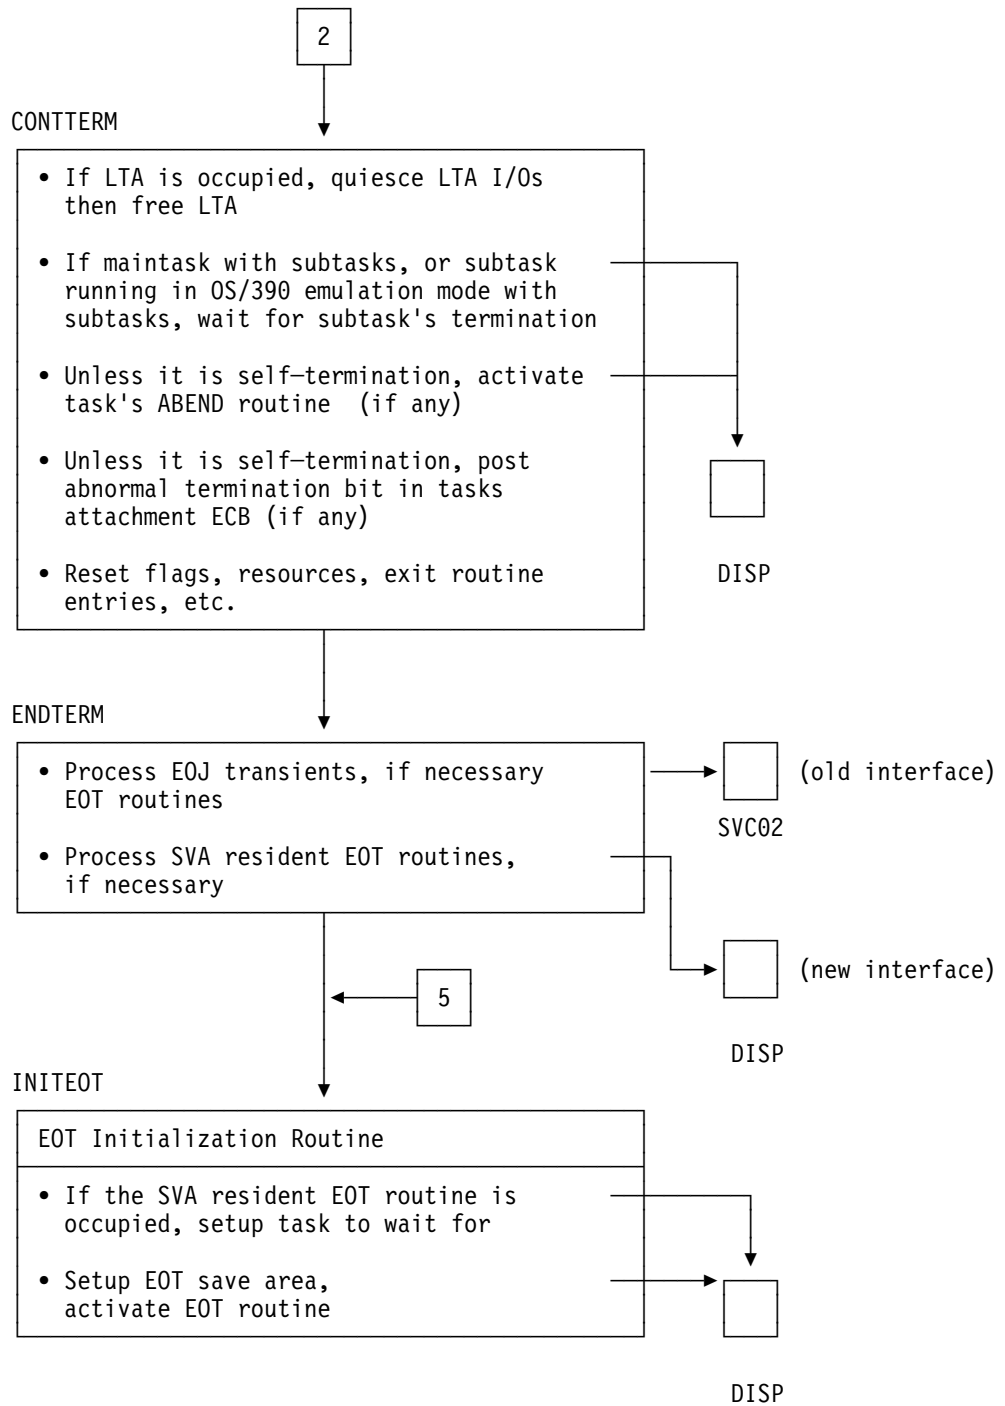 2
CONTTERM
• If LTA is occupied, quiesce LTA I/Os
then free LTA
• If maintask with subtasks, or subtask
running in OS/390 emulation mode with
subtasks, wait for subtask's termination
• Unless it is self—termination, activate
task's ABEND routine (if any)
• Unless it is self—termination, post
abnormal termination bit in tasks
attachment ECB (if any)
• Reset flags, resources, exit routine
entries, etc.
DISP
ENDTERM
• Process EOJ transients, if necessary
EOT routines
• Process SVA resident EOT routines,
if necessary
(old interface)
SVC02
(new interface)
DISP
5
INITEOT
EOT Initialization Routine
• If the SVA resident EOT routine is
occupied, setup task to wait for
• Setup EOT save area,
activate EOT routine
DISP